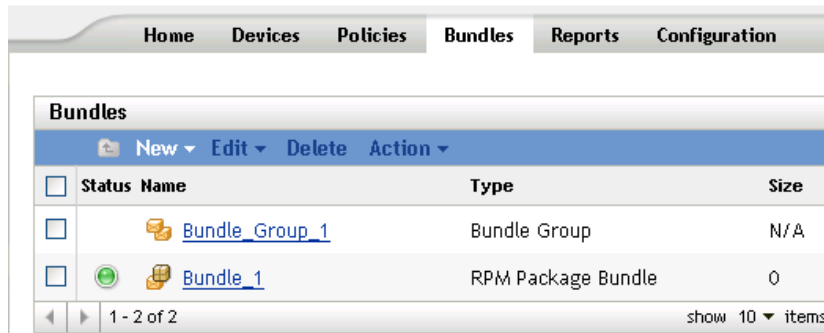 Home Devices Policies Bundles Reports Configuration
Bundles
New Edit Delete Action
Status Name Type Size
Bundle_Group_1 Bundle Group N/A
Bundle_1 RPM Package Bundle 0
1 - 2 of 2 show 10 items